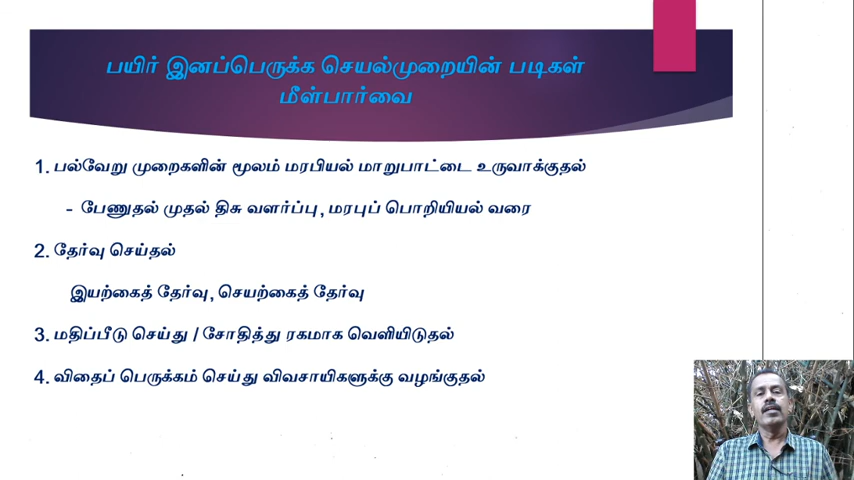 பயிர் இனப்பெருக்க செயல்முறையின் படிகள்
மீள்பார்வை
1. பல்வேறு முறைகளின் மூலம் மரபியல் மாறுபாட்டை உருவாக்குதல்
- பேணுதல் முதல் திசு வளர்ப்பு, மரபுப் பொறியியல் வரை
2. தேர்வு செய்தல்
இயற்கைத் தேர்வு, செயற்கைத் தேர்வு
3. மதிப்பீடு செய்து / சோதித்து ரகமாக வெளியிடுதல்
4. விதைப் பெருக்கம் செய்து விவசாயிகளுக்கு வழங்குதல்